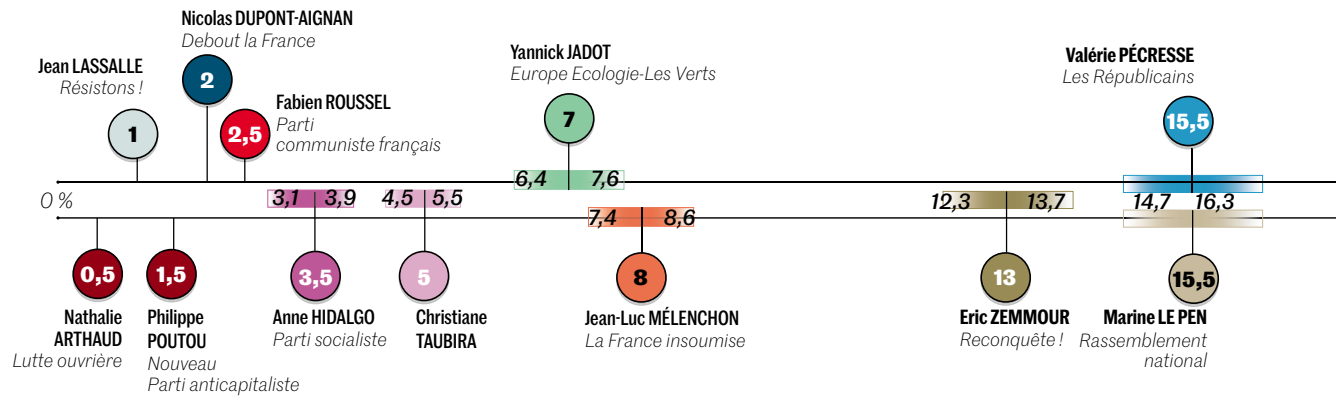 Jean LASSALLE
Résistons !
1
Nicolas DUPONT-AIGNAN
Debout la France
2
Fabien ROUSSEL
Parti
communiste français
2,5
Yannick JADOT
Europe Ecologie-Les Verts
7
6,4 7,6
Valérie PÉCRESSE
Les Républicains
15,5
0 %
3,1 3,9
4,5 5,5
7,4 8,6
12,3 13,7
14,7 16,3
0,5
Nathalie
ARTHAUD
Lutte ouvrière
1,5
Philippe
POUTOU
Nouveau
Parti anticapitaliste
3,5
Anne HIDALGO
Parti socialiste
5
Christiane
TAUBIRA
8
Jean-Luc MÉLENCHON
La France insoumise
13
Eric ZEMMOUR
Reconquête !
15,5
Marine LE PEN
Rassemblement
national